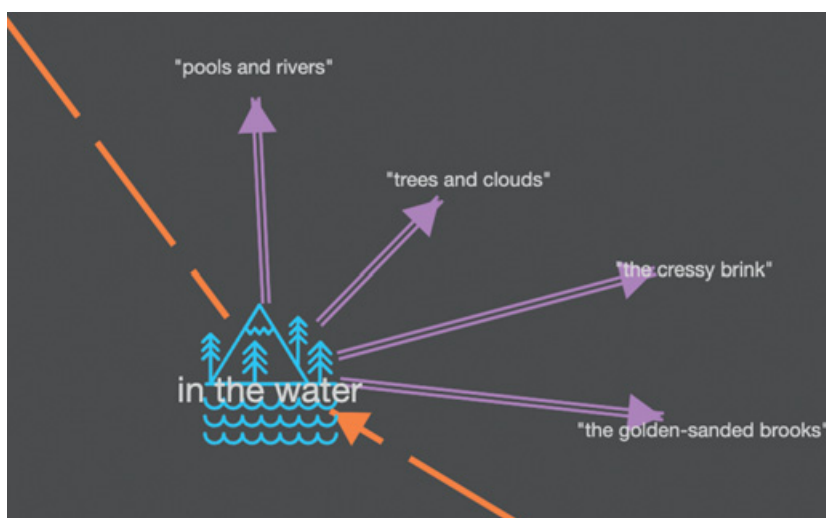 "pools and rivers"
"trees and clouds"
"the cressy brink"
in the water
"the golden-sanded brooks"